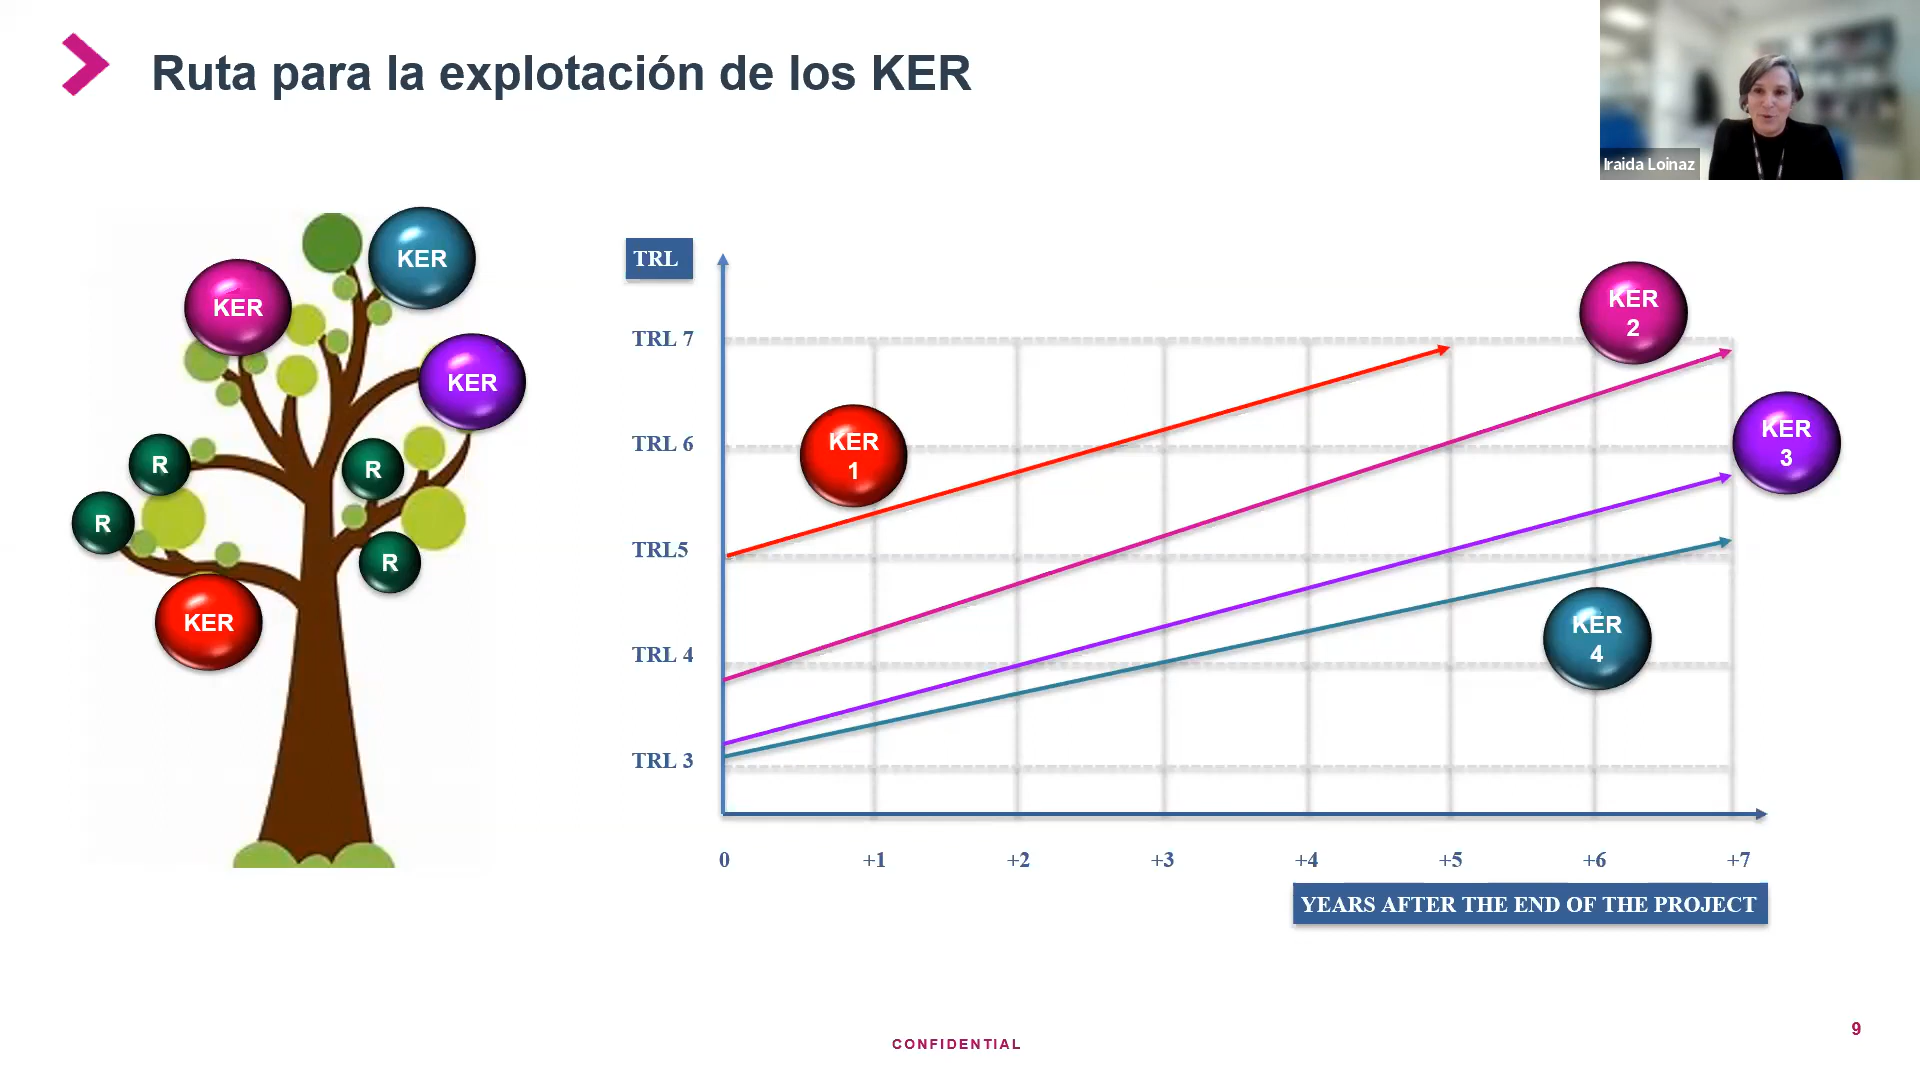 Ruta para la explotación de los KER
Iraida Loinaz
KER
KER
KER
R
R
R
R
KER
TRL
TRL 7
TRL 6
TRL5
TRL 4
TRL 3
KER
1
KER
2
KER
3
KER
4
0 +1 +2 +3 +4 +5 +6 +7
YEARS AFTER THE END OF THE PROJECT
CONFIDENTIAL
9